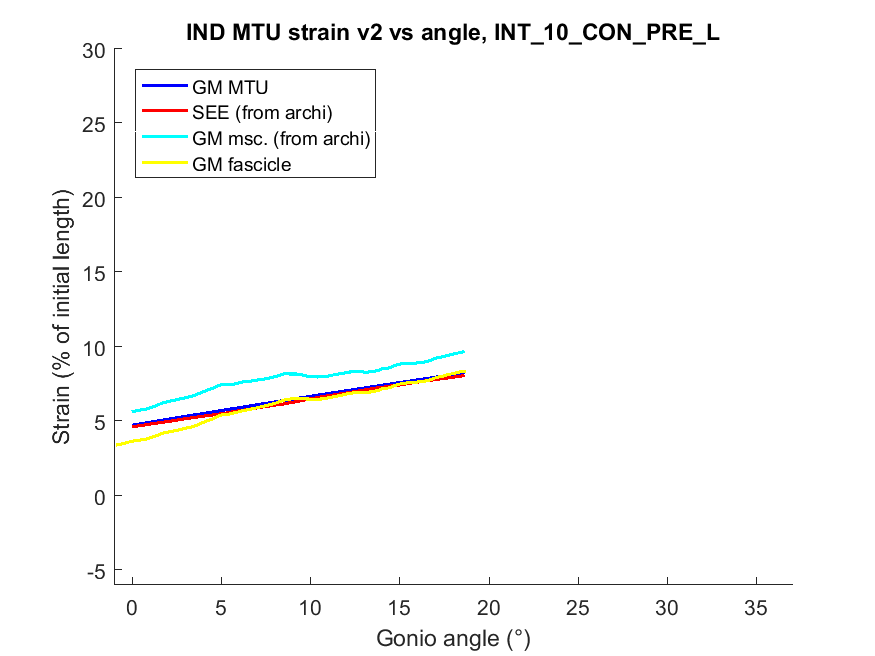 IND MTU strain v2 vs angle, INT_10_CON_PRE_L
30
25
20
15
10
5
0
-5
Strain (% of initial length)
GM MTU
SEE (from archi)
GM msc. (from archi)
GM fascicle
0 5 10 15 20 25 30 35
Gonio angle (°)